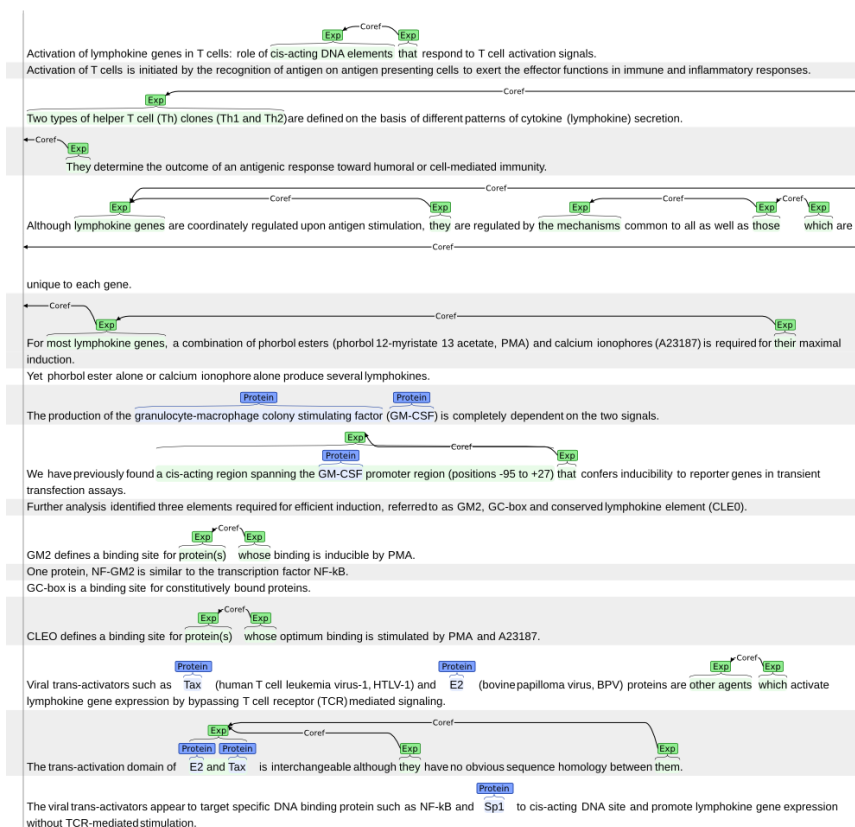 Coref
Exp Exp
Activation of lymphokine genes in T cells: role of cis-acting DNA elements that respond to T cell activation signals.
Activation of T cells is initiated by the recognition of antigen on antigen presenting cells to exert the effector functions in immune and inflammatory responses.
Coref
Exp
Two types of helper T cell (Th) clones (Th1 and Th2) are defined on the basis of different patterns of cytokine (lymphokine) secretion.
Coref
Exp
They determine the outcome of an antigenic response toward humoral or cell-mediated immunity.
Coref
Coref Coref Coref
Exp Exp Exp Exp Exp
Although lymphokine genes are coordinately regulated upon antigen stimulation, they are regulated by the mechanisms common to all as well as those which are
Coref
unique to each gene.
Coref
Coref
Exp Exp
For most lymphokine genes, a combination of phorbol esters (phorbol 12-myristate 13 acetate, PMA) and calcium ionophores (A23187) is required for their maximal
induction.
Yet phorbol ester alone or calcium ionophore alone produce several lymphokines.
Protein Protein
The production of the granulocyte-macrophage colony stimulating factor (GM-CSF) is completely dependent on the two signals.
Exp Coref
Protein Exp
We have previously found a cis-acting region spanning the GM-CSF promoter region (positions -95 to +27) that confers inducibility to reporter genes in transient
transfection assays.
Further analysis identified three elements required for efficient induction, referred to as GM2, GC-box and conserved lymphokine element (CLE0).
Coref
Exp Exp
GM2 defines a binding site for protein(s) whose binding is inducible by PMA.
One protein, NF-GM2 is similar to the transcription factor NF-kB.
GC-box is a binding site for constitutively bound proteins.
Coref
Exp Exp
CLEO defines a binding site for protein(s) whose optimum binding is stimulated by PMA and A23187.
Coref
Protein Protein Exp Exp
Viral trans-activators such as Tax (human T cell leukemia virus-1, HTLV-1) and E2 (bovine papilloma virus, BPV) proteins are other agents which activate
lymphokine gene expression by bypassing T cell receptor (TCR) mediated signaling.
Coref
Exp Coref
Protein Protein Exp Exp
The trans-activation domain of E2 and Tax is interchangeable although they have no obvious sequence homology between them.
Protein
The viral trans-activators appear to target specific DNA binding protein such as NF-kB and Sp1 to cis-acting DNA site and promote lymphokine gene expression
without TCR-mediated stimulation.